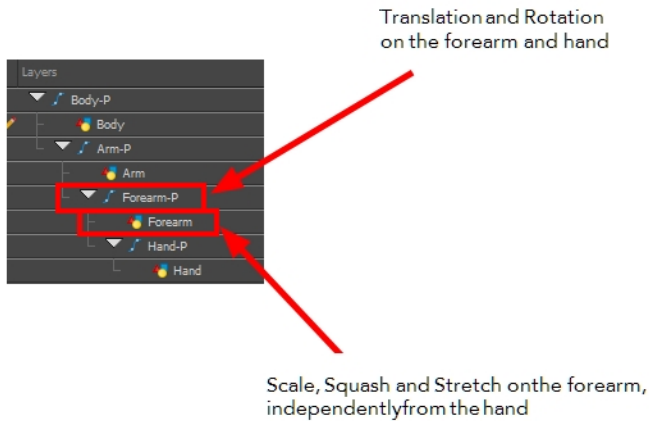 Translation and Rotation
on the forearm and hand
Layers
Body-P
Body
Arm-P
Arm
Forearm-P
Forearm
Hand-P
Hand
Scale, Squash and Stretch onthe forearm,
independentlyfrom the hand